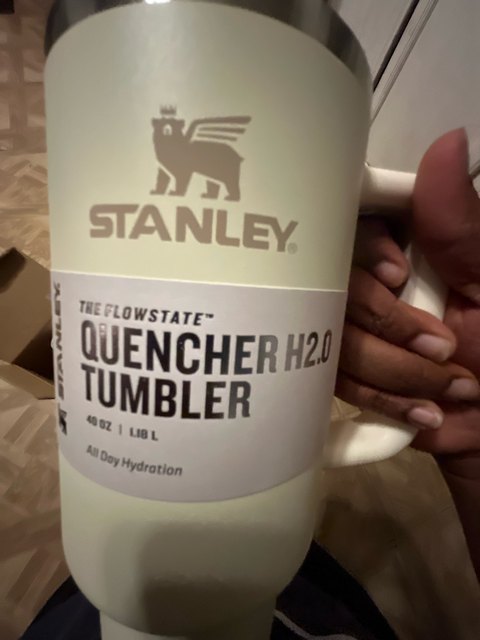 STANLEY®
THE FLOWSTATE™
QUENCHER H2.0
TUMBLER
40 OZ | 1.18 L
All Day Hydration
STANLEY